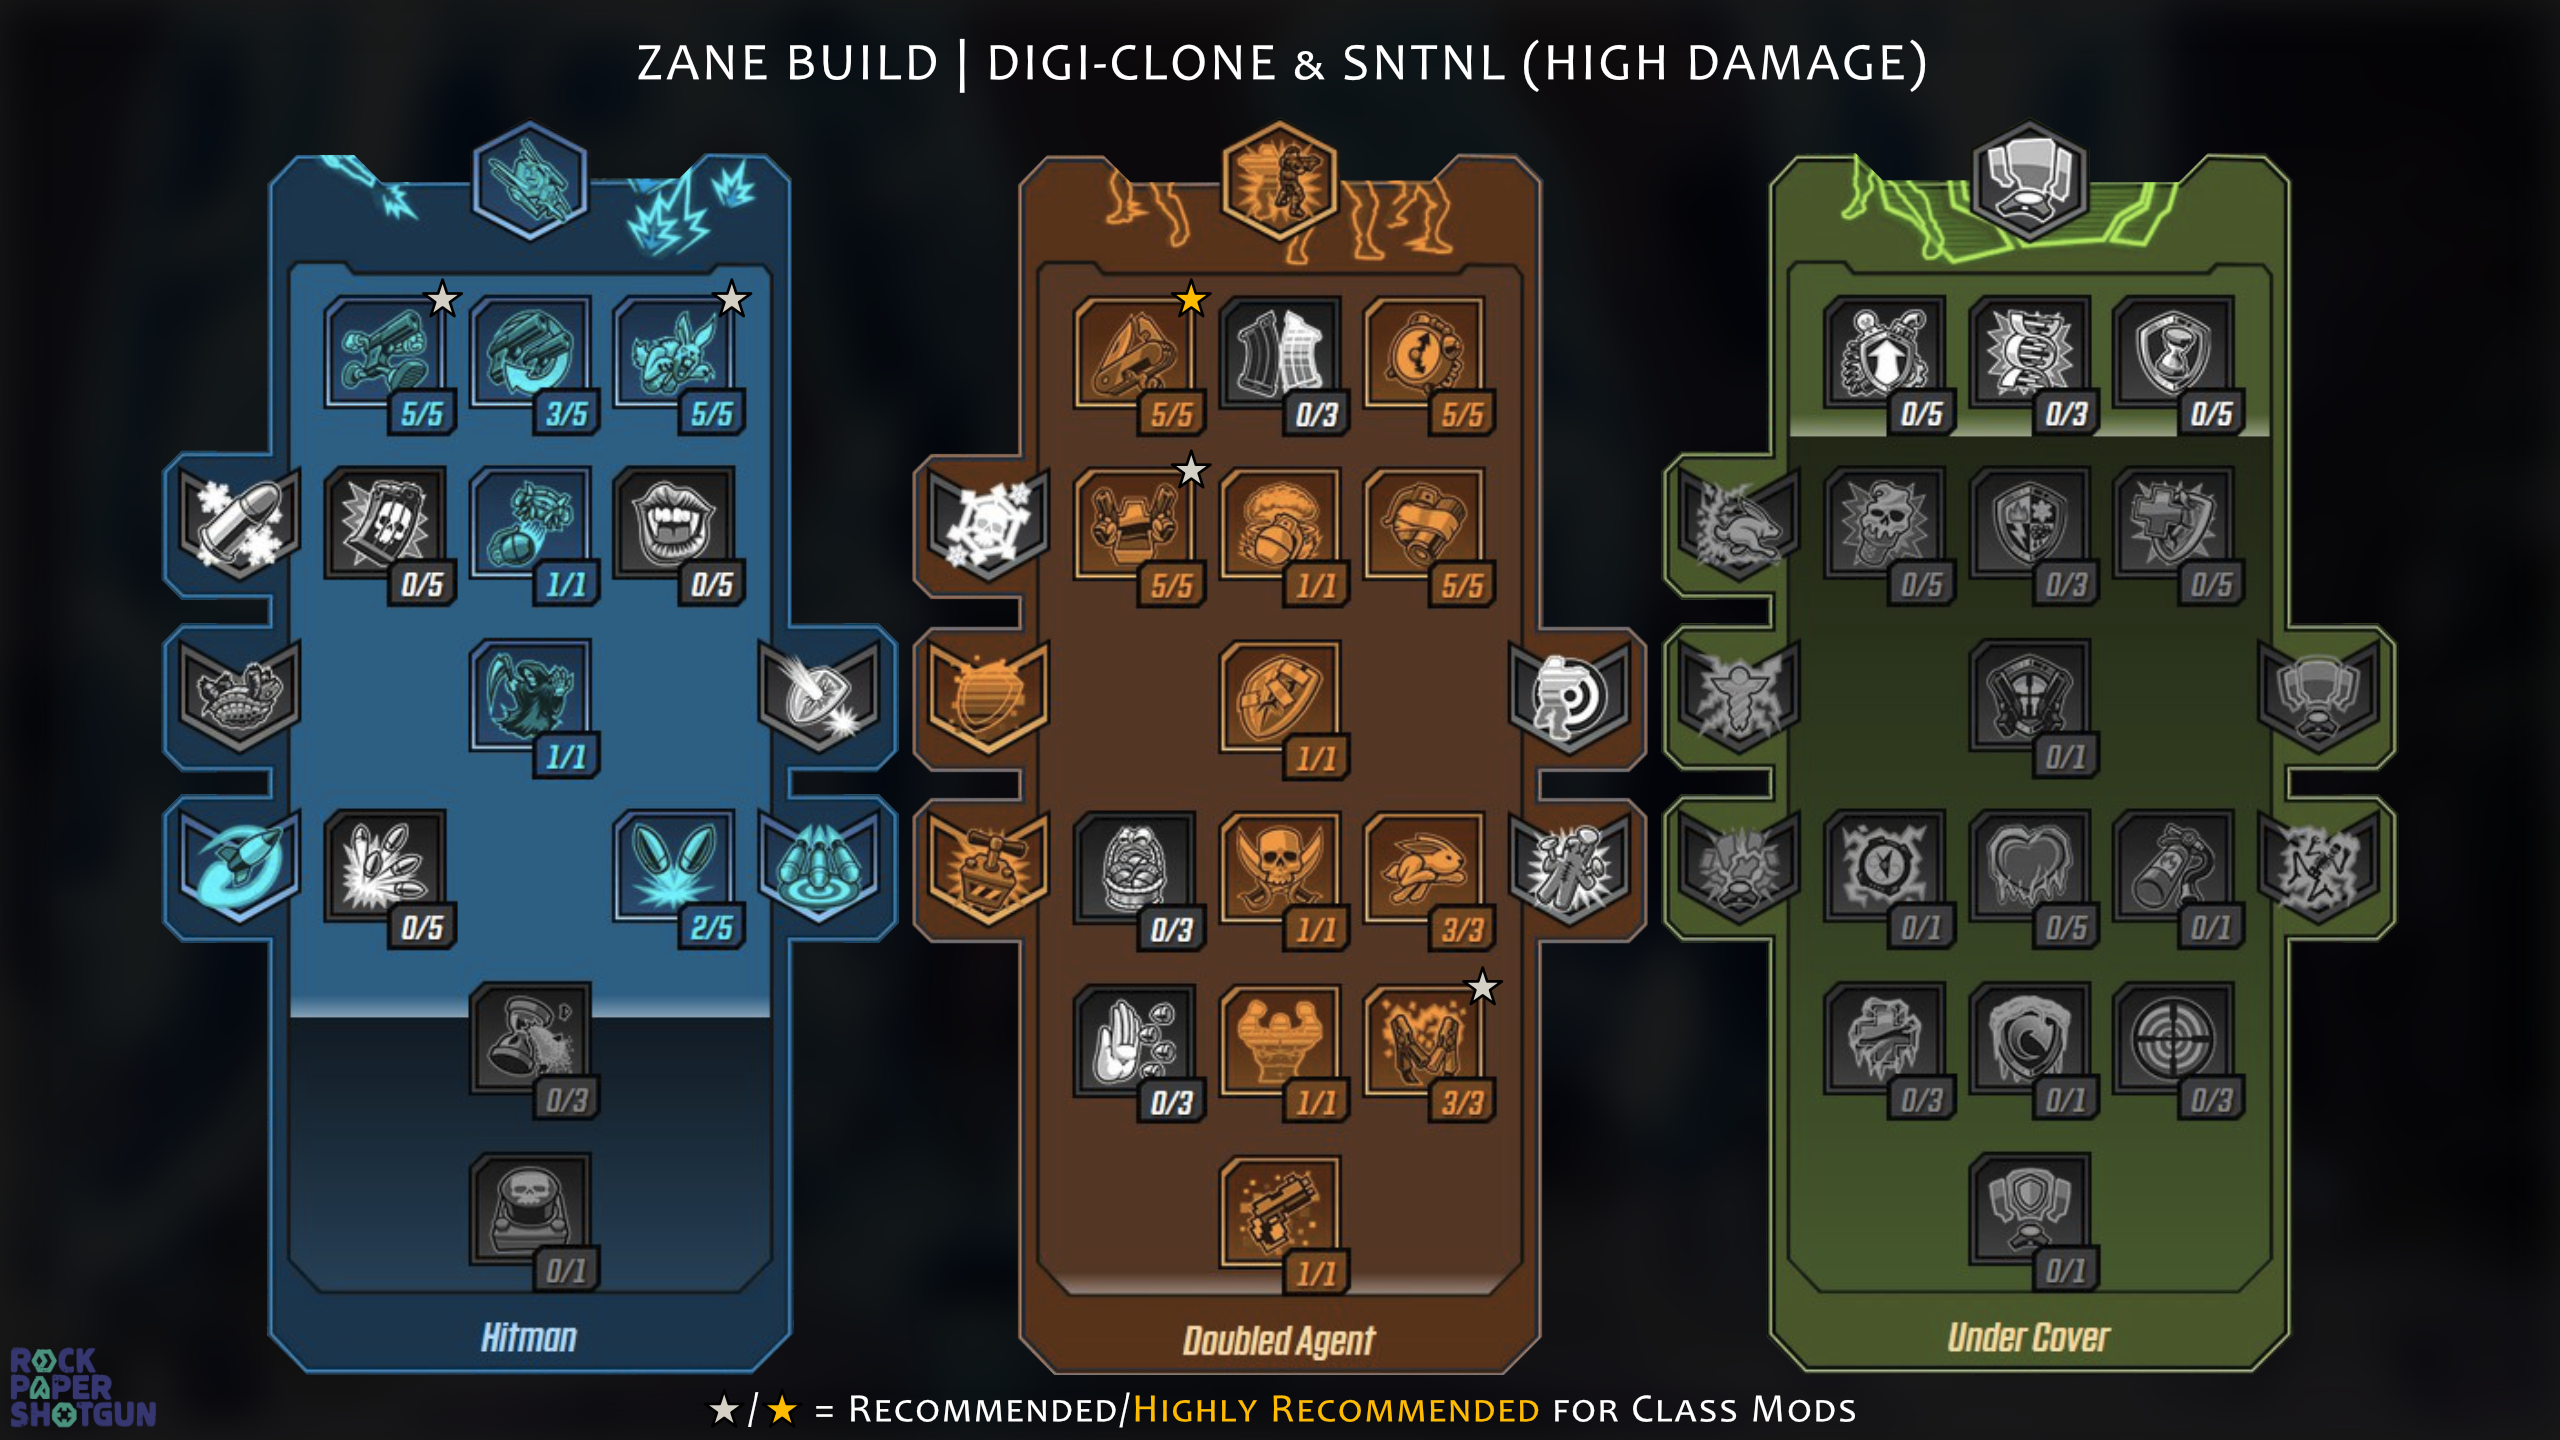 ZANE BUILD | DIGI-CLONE & SNTNL (HIGH DAMAGE)
5/5 3/5 5/5
5/5 0/3 5/5
0/5 0/3 0/5
0/5 1/1 0/5
5/5 1/1 5/5
0/5 0/3 0/5
1/1
1/1
0/1
0/5 2/5
0/3 1/1 3/3
0/1 0/5 0/1
0/3
0/3 1/1 3/3
0/3 0/1 0/3
0/1
1/1
0/1
Hitman
Doubled Agent
Under Cover
ROCK
PAPER
SHOTGUN
/ = RECOMMENDED/HIGHLY RECOMMENDED FOR CLASS MODS